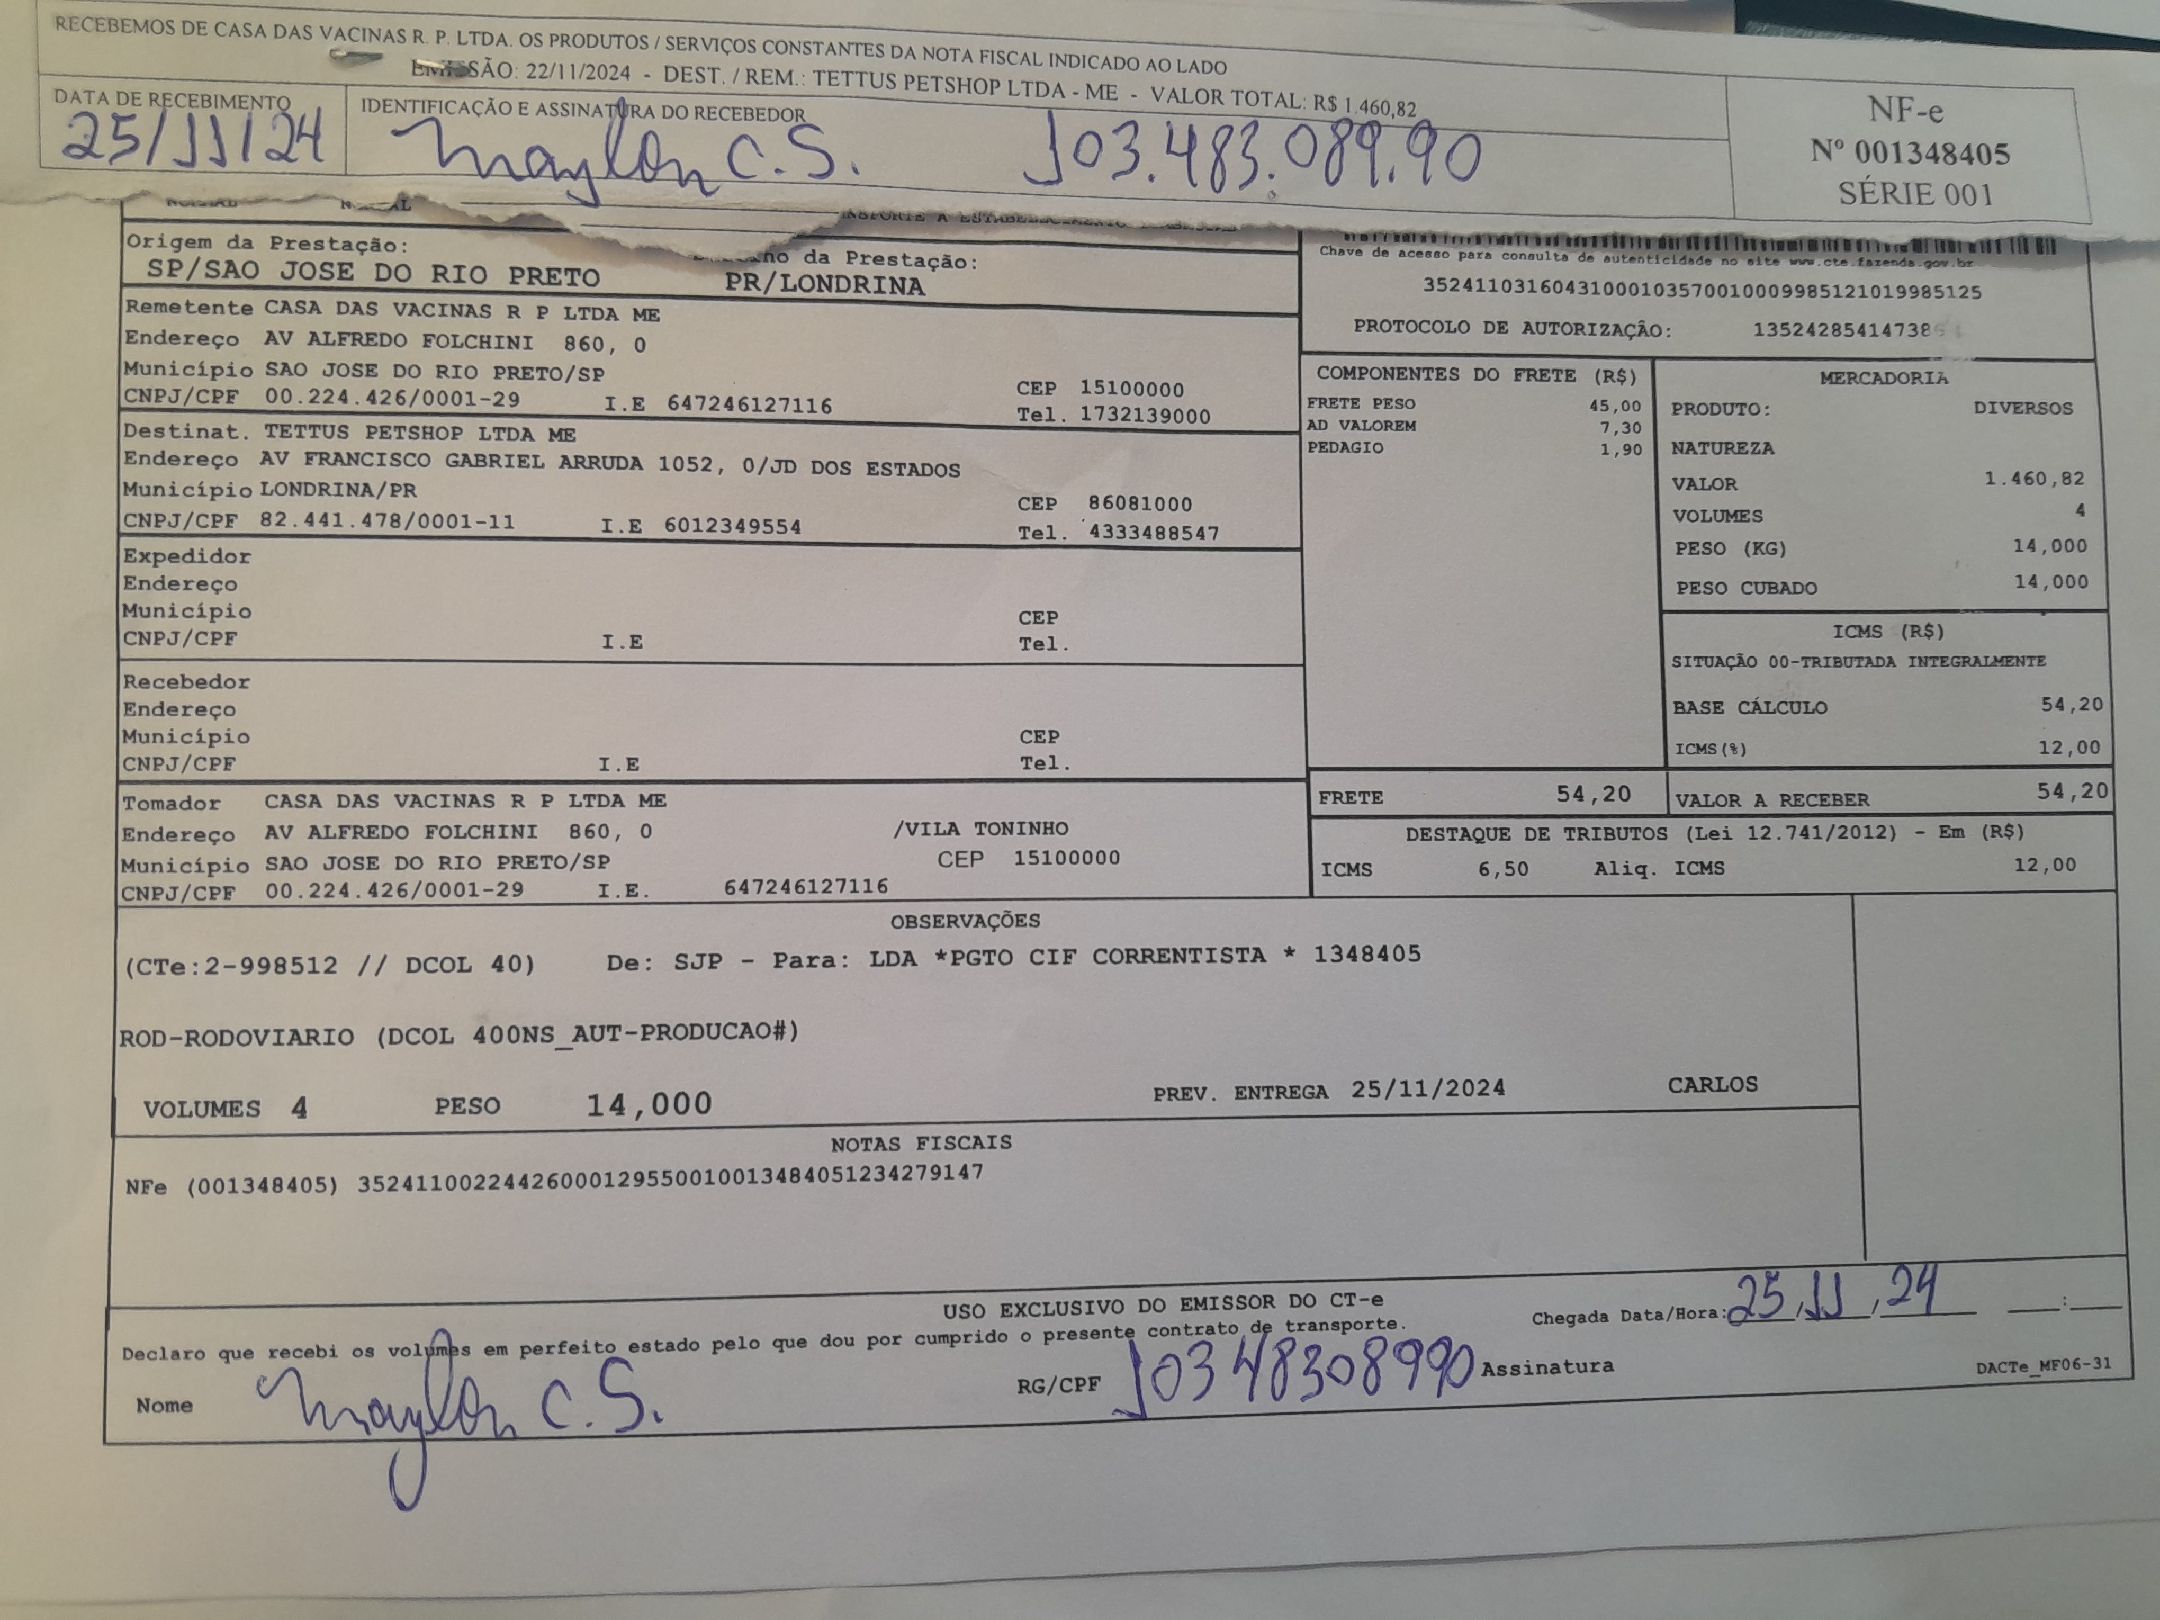 RECEBEMOS DE CASA DAS VACINAS R. P. LTDA. OS PRODUTOS / SERVIÇOS CONSTANTES DA NOTA FISCAL INDICADO AO LADO
EMISSÃO: 22/11/2024 - DEST. / REM.: TETTUS PETSHOP LTDA - ME - VALOR TOTAL: R$ 1.460,82
DATA DE RECEBIMENTO
25/11/24
IDENTIFICAÇÃO E ASSINATURA DO RECEBEDOR
Maylon C.S. 103.483.089.90
NF-e
Nº 001348405
SÉRIE 001
Origem da Prestação:
SP/SAO JOSE DO RIO PRETO
da Prestação:
PR/LONDRINA
Chave de acesso para consulta de autenticidade no site www.cte.fazenda.gov.br
35241103160431000103570010009985121019985125
PROTOCOLO DE AUTORIZAÇÃO: 13524285414738
Remetente CASA DAS VACINAS R P LTDA ME
Endereço AV ALFREDO FOLCHINI 860, 0
Município SAO JOSE DO RIO PRETO/SP CEP 15100000
CNPJ/CPF 00.224.426/0001-29 I.E 647246127116 Tel. 1732139000
Destinat. TETTUS PETSHOP LTDA ME
Endereço AV FRANCISCO GABRIEL ARRUDA 1052, 0/JD DOS ESTADOS
Município LONDRINA/PR CEP 86081000
CNPJ/CPF 82.441.478/0001-11 I.E 6012349554 Tel. 4333488547
Expedidor
Endereço
Município CEP
CNPJ/CPF I.E Tel.
Recebedor
Endereço
Município CEP
CNPJ/CPF I.E Tel.
Tomador CASA DAS VACINAS R P LTDA ME
Endereço AV ALFREDO FOLCHINI 860, 0 /VILA TONINHO
Município SAO JOSE DO RIO PRETO/SP CEP 15100000
CNPJ/CPF 00.224.426/0001-29 I.E. 647246127116
COMPONENTES DO FRETE (R$)
FRETE PESO 45,00
AD VALOREM 7,30
PEDAGIO 1,90
MERCADORIA
PRODUTO: DIVERSOS
NATUREZA
VALOR 1.460,82
VOLUMES 4
PESO (KG) 14,000
PESO CUBADO 14,000
ICMS (R$)
SITUAÇÃO 00-TRIBUTADA INTEGRALMENTE
BASE CÁLCULO 54,20
ICMS(%) 12,00
FRETE 54,20 VALOR A RECEBER 54,20
DESTAQUE DE TRIBUTOS (Lei 12.741/2012) - Em (R$)
ICMS 6,50 Aliq. ICMS 12,00
OBSERVAÇÕES
(CTe:2-998512 // DCOL 40) De: SJP - Para: LDA *PGTO CIF CORRENTISTA * 1348405
ROD-RODOVIARIO (DCOL 400NS_AUT-PRODUCAO#)
VOLUMES 4 PESO 14,000 PREV. ENTREGA 25/11/2024 CARLOS
NOTAS FISCAIS
NFe (001348405) 35241100224426000129550010013484051234279147
USO EXCLUSIVO DO EMISSOR DO CT-e
Declaro que recebi os volumes em perfeito estado pelo que dou por cumprido o presente contrato de transporte.
Chegada Data/Hora: 25/11/24 __:__
Nome Maylon C.S. RG/CPF 10348308990 Assinatura
DACTe_MF06-31